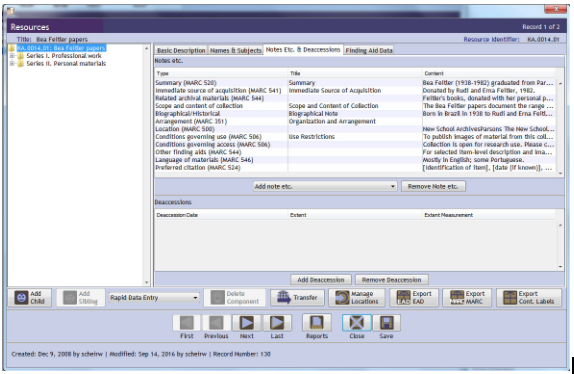 Resources
Record 1 of 2
Title: Bea Feitler papers
Resource Identifier: KA.0014.01
KA.0014.01: Bea Feitler papers
Series I. Professional work
Series II. Personal materials
Basic Description Names & Subjects Notes Etc. & Deaccessions Finding Aid Data
Notes etc.
Type Title Content
Summary (MARC 520) Summary Bea Feitler (1938-1982) graduated from Par...
Immediate source of acquisition (MARC 541) Immediate Source of Acquisition Donated by Rudi and Erna Feitler, 1982.
Related archival materials (MARC 544) Feitler's books, donated with her personal p...
Scope and content of collection Scope and Content of Collection The Bea Feitler papers document the range ...
Biographical/Historical Biographical Note Born in Brazil in 1938 to Rudi and Erna Feitl...
Arrangement (MARC 351) Organization and Arrangement
Location (MARC 500) New School ArchivesParsons The New School...
Conditions governing use (MARC 506) Use Restrictions To publish images of material from this coll...
Conditions governing access (MARC 506) Collection is open for research use. Please c...
Other finding aids (MARC 544) For selected item-level description and ima...
Language of materials (MARC 546) Mostly in English; some Portuguese.
Preferred citation (MARC 524) [Identification of item], [date (if known)], ...
Add note etc. Remove Note etc.
Deaccessions
Deaccession Date Extent Extent Measurement
Add Deaccession Remove Deaccession
Add Child
Add Sibling
Rapid Data Entry
Delete Component
Transfer
Manage Locations
EAD Export EAD
MARC Export MARC
Export Cont. Labels
First Previous Next Last Reports Close Save
Created: Dec 9, 2008 by scheirw | Modified: Sep 14, 2016 by scheirw | Record Number: 130